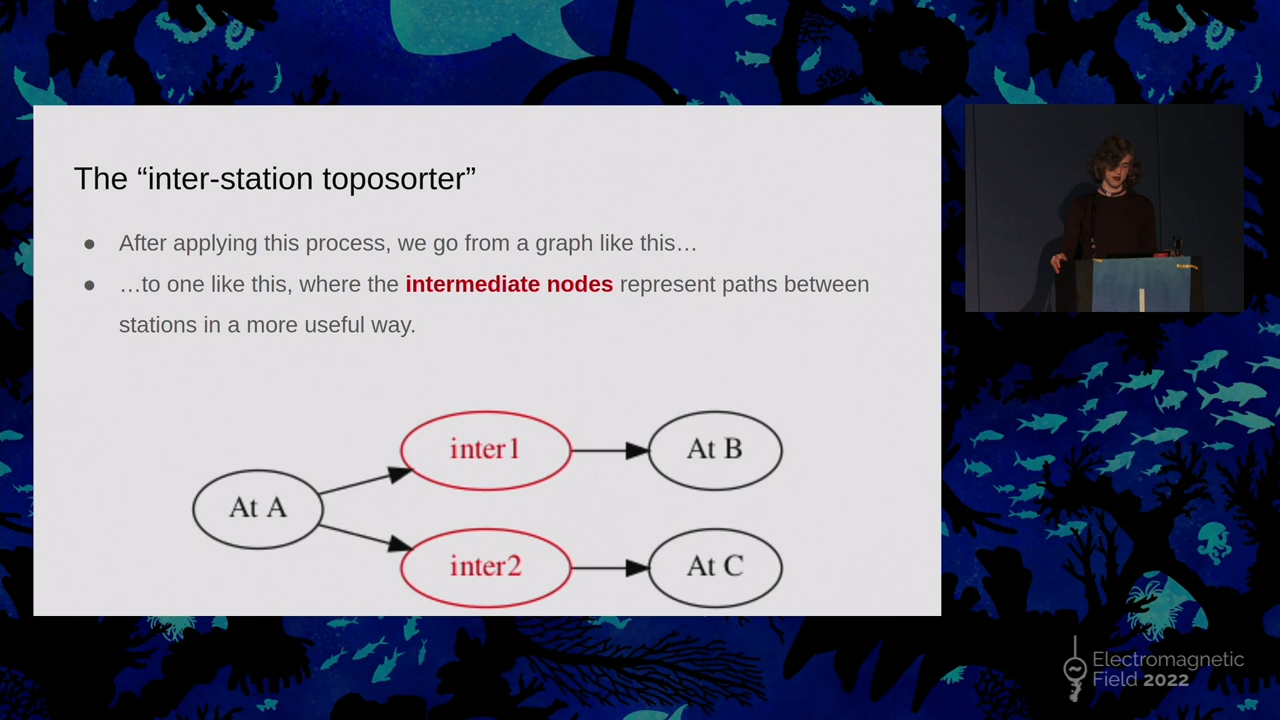 The “inter-station toposorter”
● After applying this process, we go from a graph like this…
● …to one like this, where the intermediate nodes represent paths between
stations in a more useful way.
inter1
At B
At A
inter2
At C
Electromagnetic
Field 2022